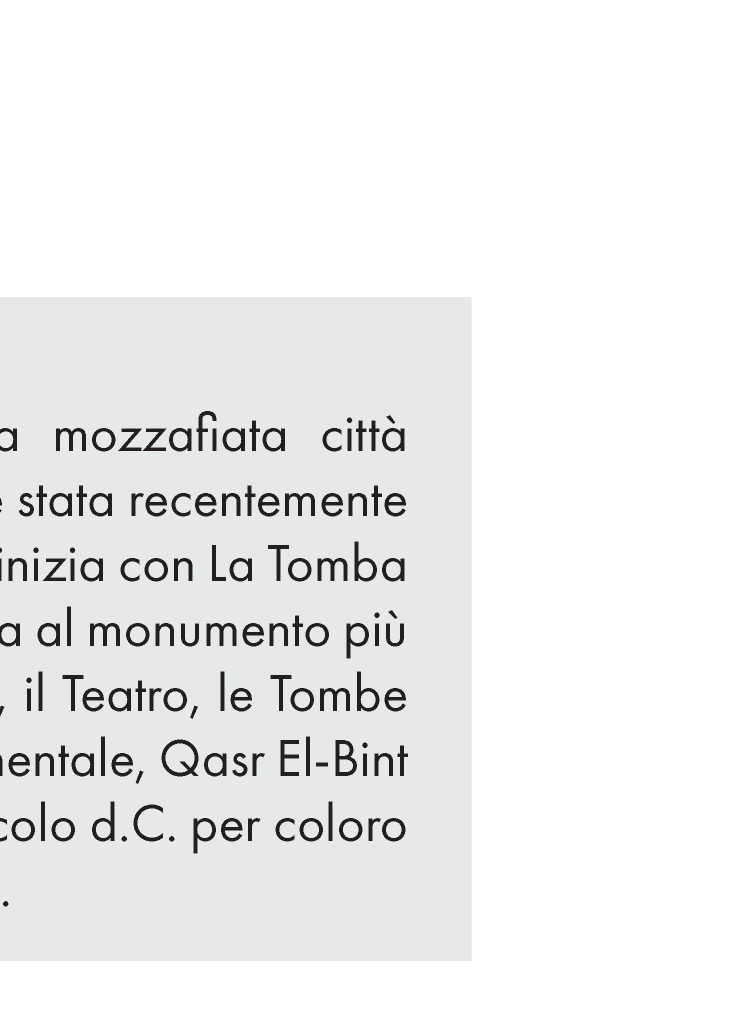 a mozzafiata città
è stata recentemente
inizia con La Tomba
a al monumento più
, il Teatro, le Tombe
entale, Qasr El-Bint
colo d.C. per coloro
.